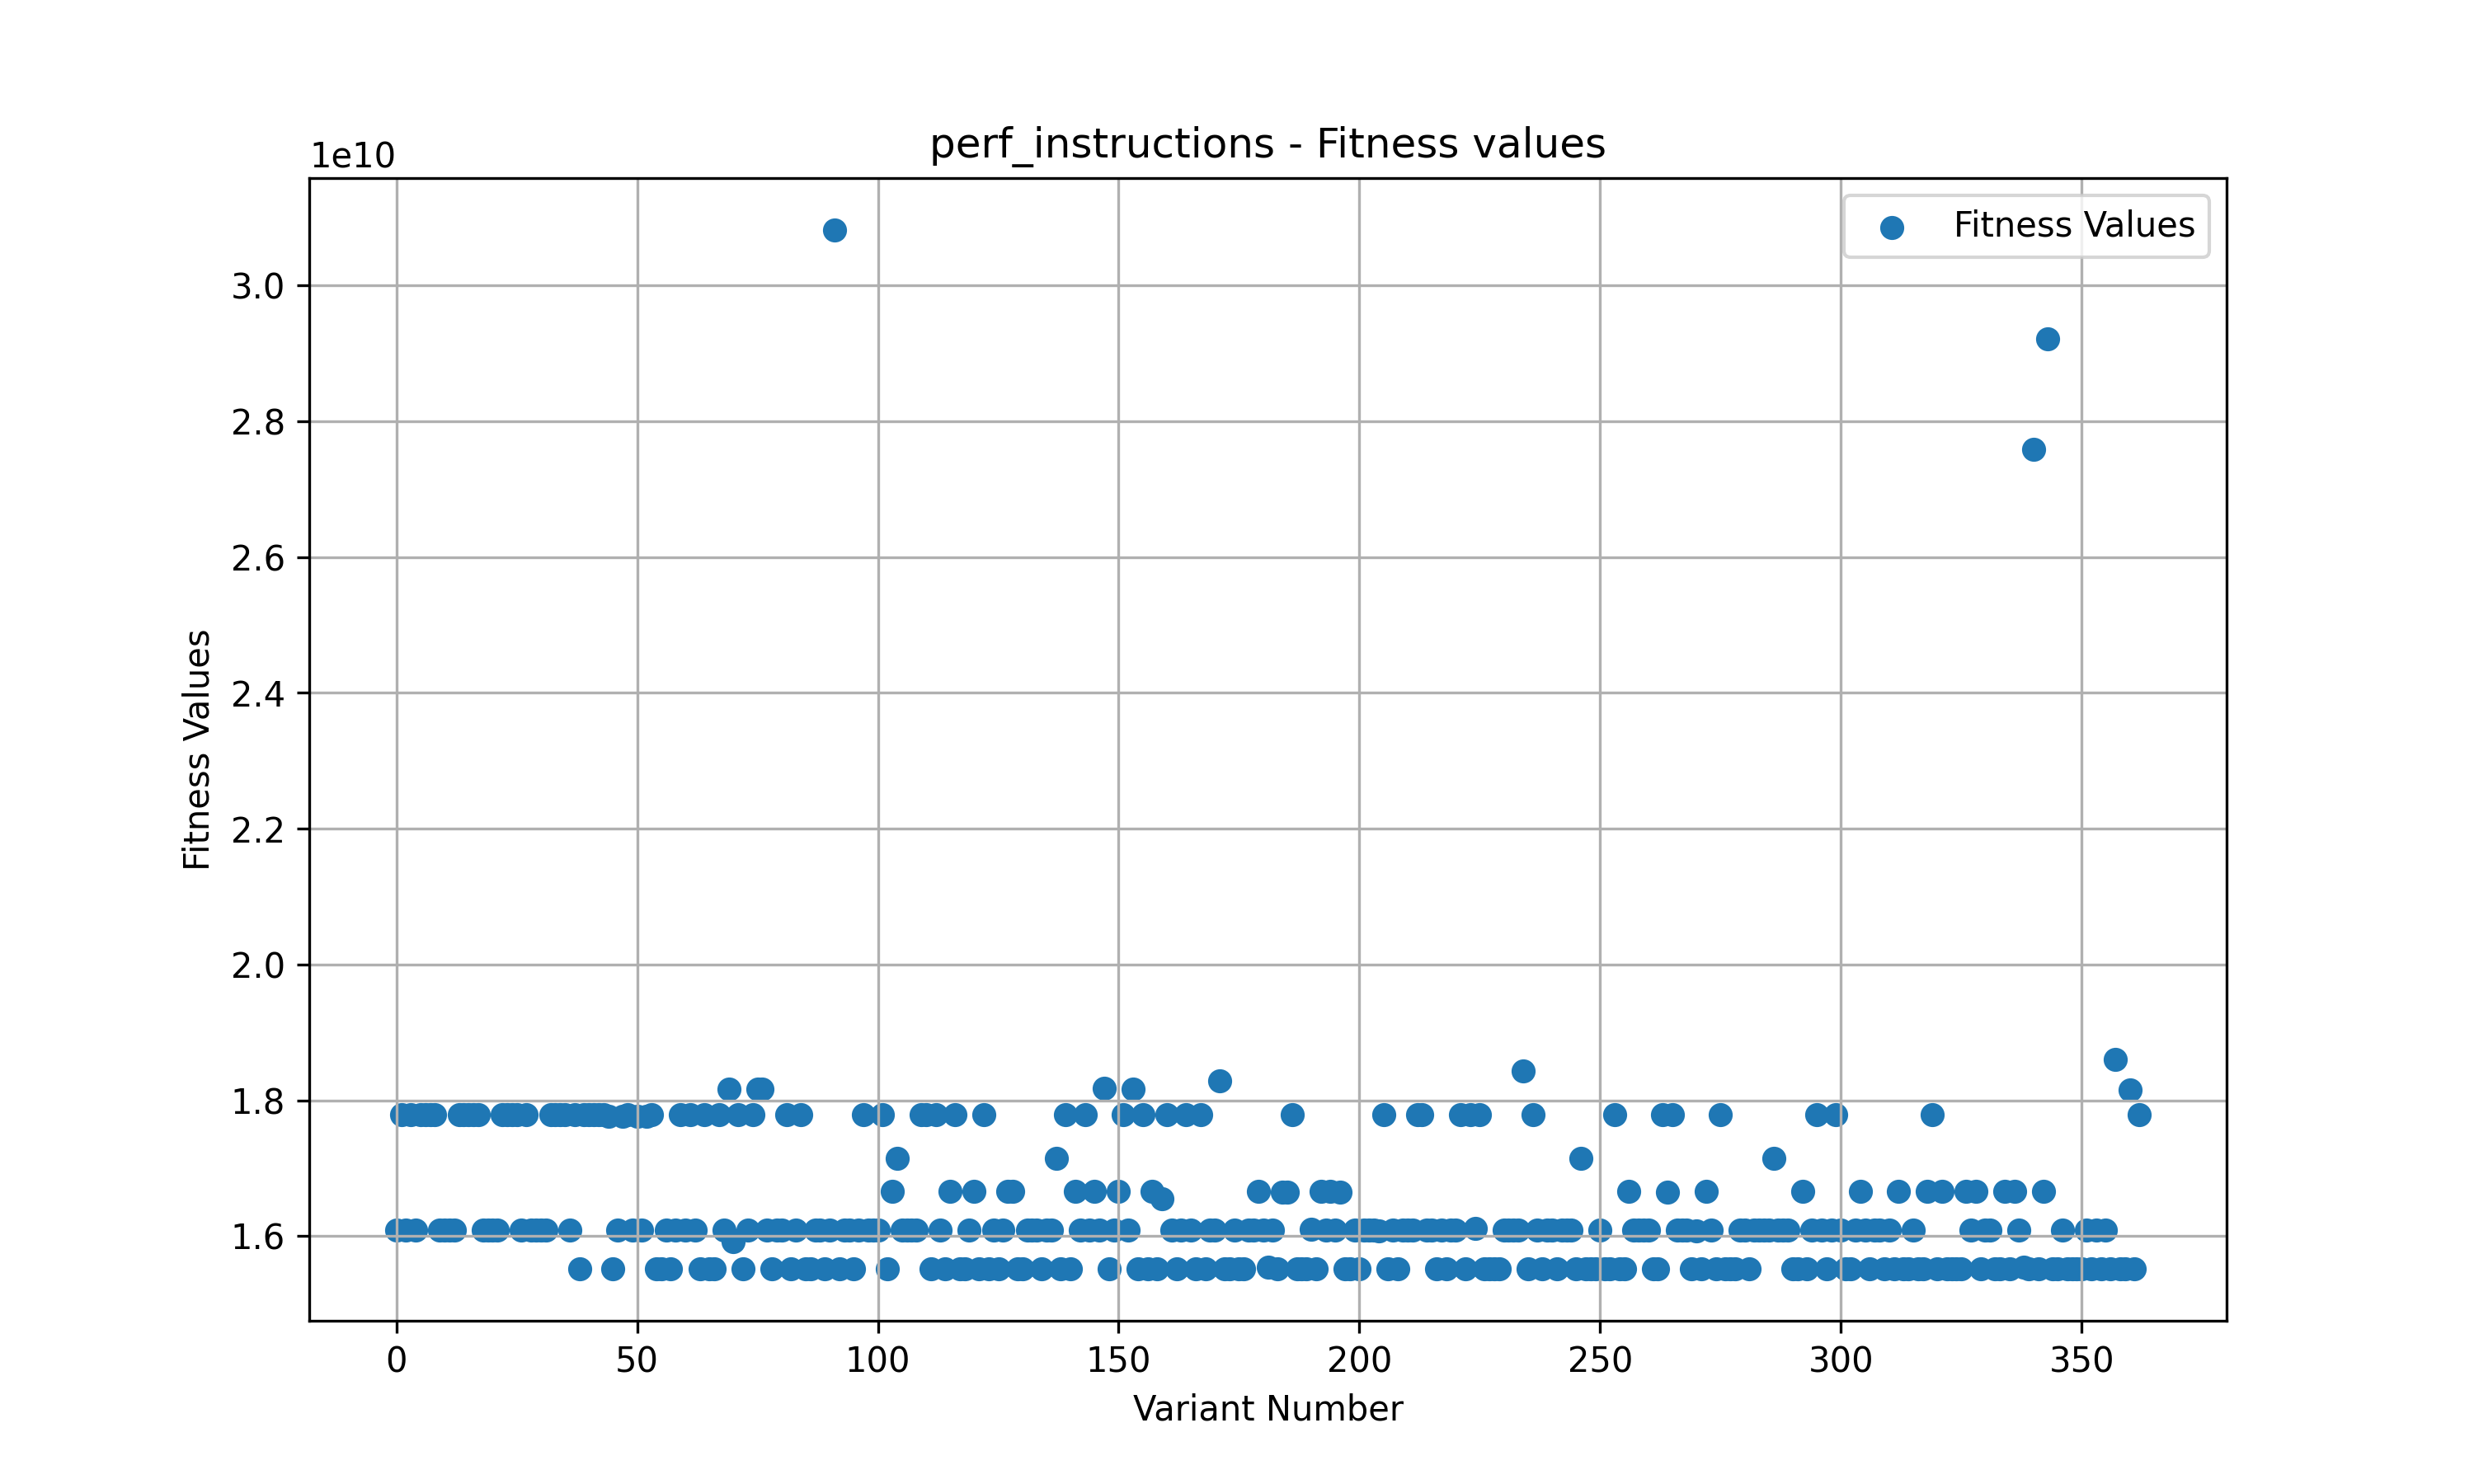 perf_instructions - Fitness values
1e10
Fitness Values
3.0
2.8
2.6
2.4
2.2
2.0
1.8
1.6
Fitness Values
0 50 100 150 200 250 300 350
Variant Number